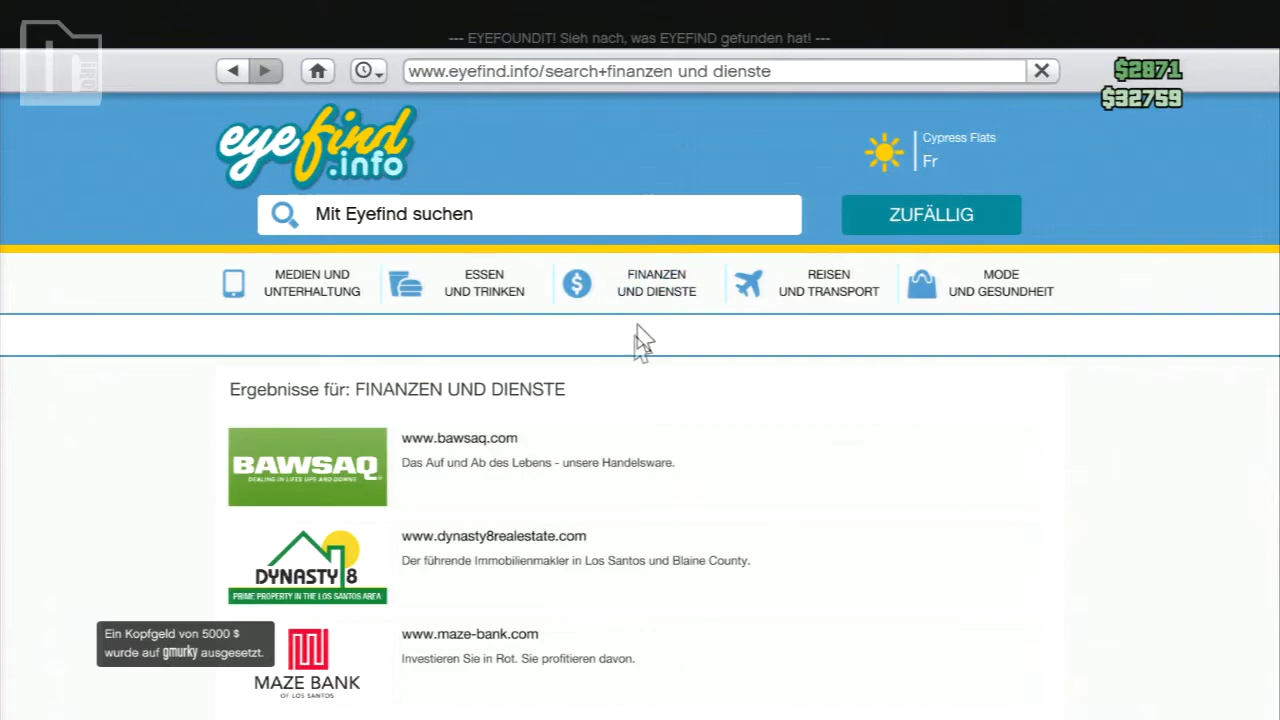 --- EYEFOUNDIT! Sieh nach, was EYEFIND gefunden hat! ---
www.eyefind.info/search+finanzen und dienste
$2871
$32759
eyefind.info
Cypress Flats
Fr
Mit Eyefind suchen
ZUFÄLLIG
MEDIEN UND
UNTERHALTUNG
ESSEN
UND TRINKEN
FINANZEN
UND DIENSTE
REISEN
UND TRANSPORT
MODE
UND GESUNDHEIT
Ergebnisse für: FINANZEN UND DIENSTE
BAWSAQ
DEALING IN LIFES UPS AND DOWNS
www.bawsaq.com
Das Auf und Ab des Lebens - unsere Handelsware.
DYNASTY 8
PRIME PROPERTY IN THE LOS SANTOS AREA
www.dynasty8realestate.com
Der führende Immobilienmakler in Los Santos und Blaine County.
Ein Kopfgeld von 5000 $
wurde auf gmurky ausgesetzt.
MAZE BANK
OF LOS SANTOS
www.maze-bank.com
Investieren Sie in Rot. Sie profitieren davon.